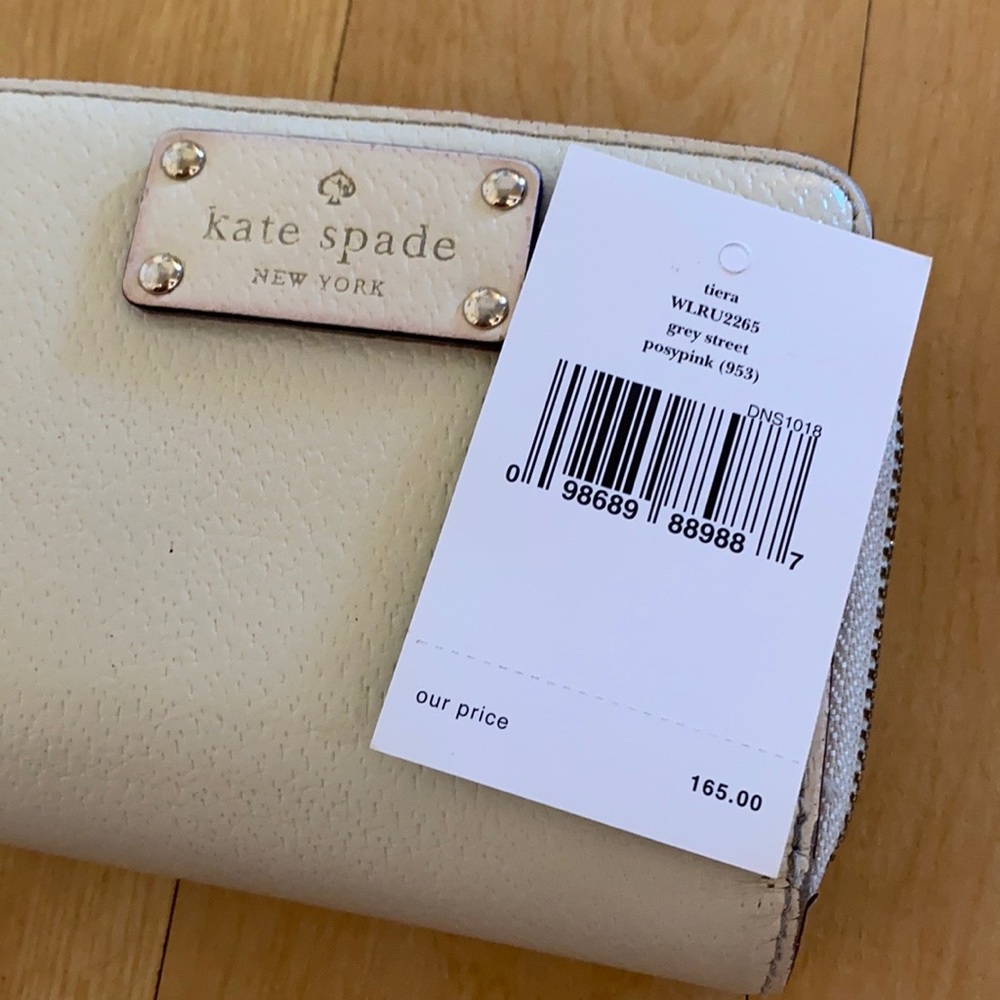 kate spade
NEW YORK
tiera
WLRU2265
grey street
posypink (953)
DNS1018
0 98689 88988 7
our price
165.00